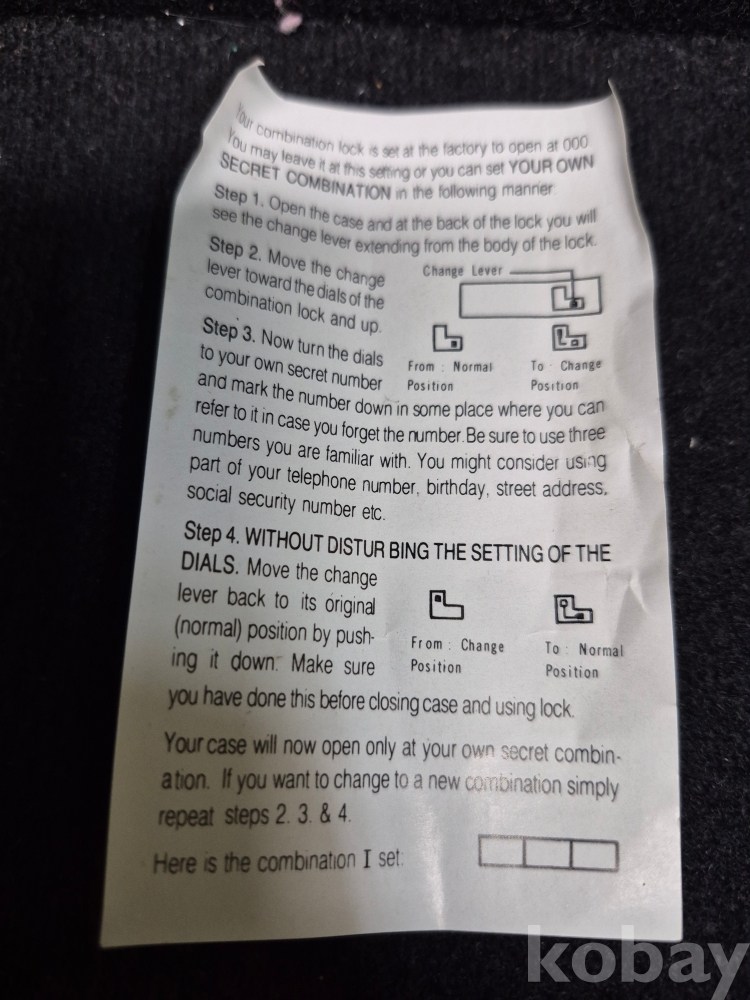 Your combination lock is set at the factory to open at 000.
You may leave it at this setting or you can set YOUR OWN
SECRET COMBINATION in the following manner.
Step 1. Open the case and at the back of the lock you will
see the change lever extending from the body of the lock.
Step 2. Move the change
lever toward the dials of the
combination lock and up.
Change Lever
From : Normal
Position
To : Change
Position
Step 3. Now turn the dials
to your own secret number
and mark the number down in some place where you can
refer to it in case you forget the number. Be sure to use three
numbers you are familiar with. You might consider using
part of your telephone number, birthday, street address,
social security number etc.
Step 4. WITHOUT DISTUR BING THE SETTING OF THE
DIALS. Move the change
lever back to its original
(normal) position by push-
ing it down. Make sure
From : Change
Position
To : Normal
Position
you have done this before closing case and using lock.
Your case will now open only at your own secret combin-
ation. If you want to change to a new combination simply
repeat steps 2. 3. & 4.
Here is the combination I set:
kobay